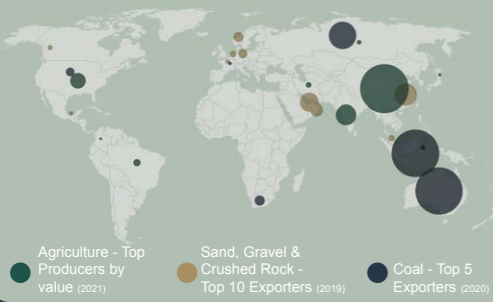 Agriculture - Top
Producers by
value (2021)
Sand, Gravel &
Crushed Rock -
Top 10 Exporters (2019)
Coal - Top 5
Exporters (2020)